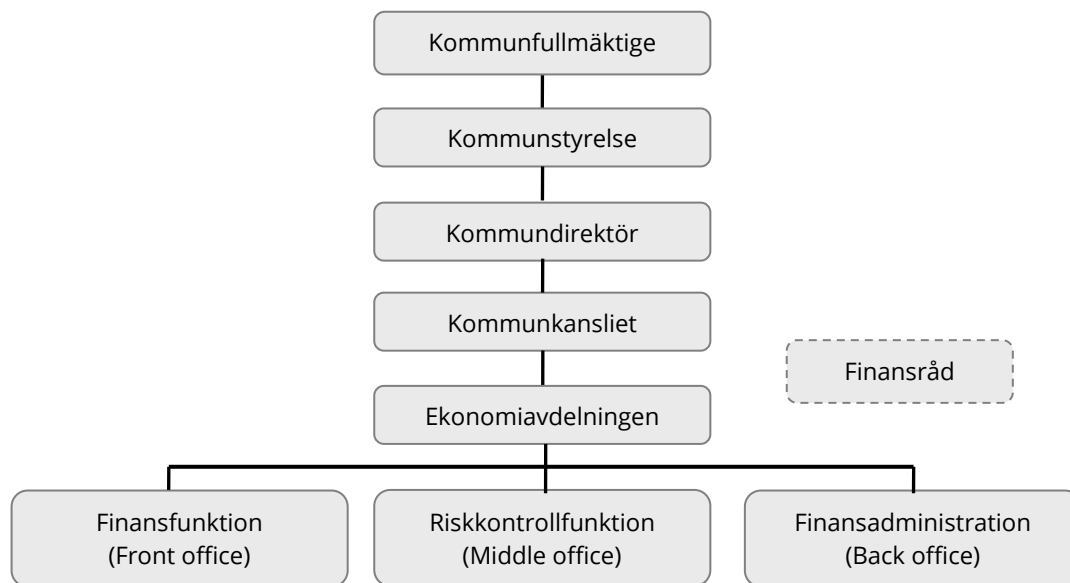 Kommunfullmäktige
Kommunstyrelse
Kommundirektör
Kommunkansliet
Finansråd
Ekonomiavdelningen
Finansfunktion
(Front office)
Riskkontrollfunktion
(Middle office)
Finansadministration
(Back office)